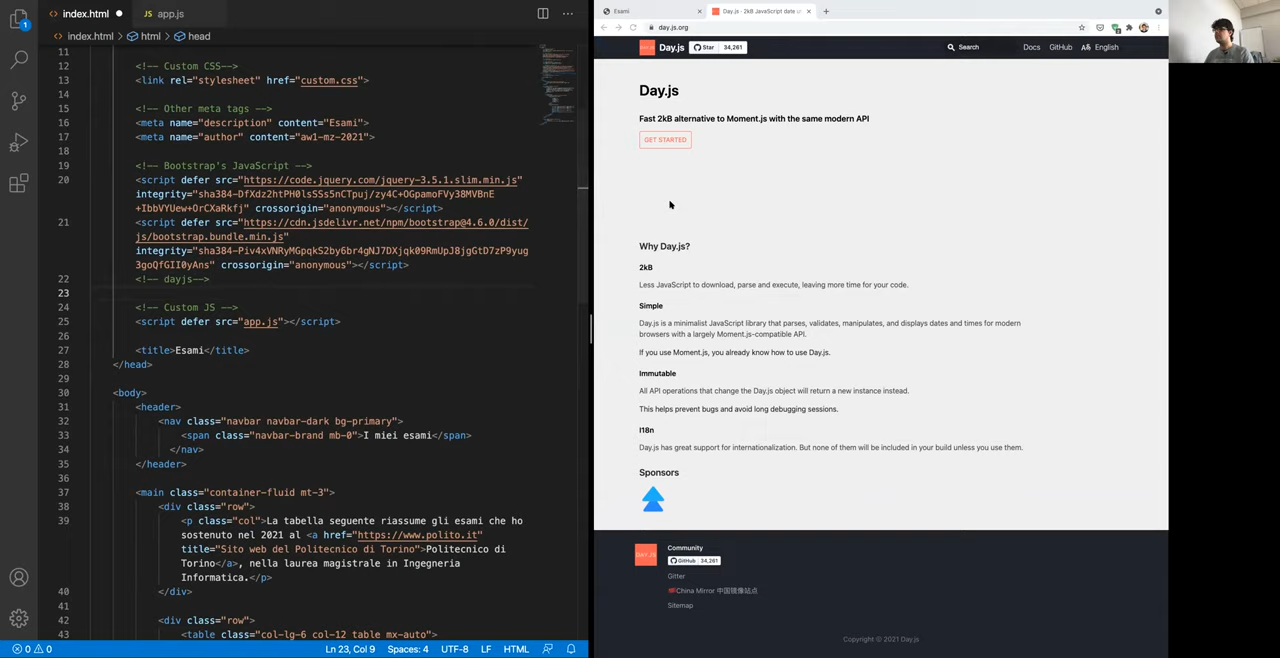 index.html
JS app.js
index.html > html > head
1
11
12 <!-- Custom CSS-->
13 <link rel="stylesheet" href="custom.css">
14
15 <!-- Other meta tags -->
16 <meta name="description" content="Esami">
17 <meta name="author" content="aw1-mz-2021">
18
19 <!-- Bootstrap's JavaScript -->
20 <script defer src="https://code.jquery.com/jquery-3.5.1.slim.min.js"
integrity="sha384-DfXdz2htPH0lsSSs5nCTpuj/zy4C+OGpamoFVy38MVBnE
+IbbVYUew+OrCXaRkfj" crossorigin="anonymous"></script>
21 <script defer src="https://cdn.jsdelivr.net/npm/bootstrap@4.6.0/dist/
js/bootstrap.bundle.min.js"
integrity="sha384-Piv4xVNRyMGpqkS2by6br4gNJ7DXjqk09RmUpJ8jgGtD7zP9yug
3goQfGII0yAns" crossorigin="anonymous"></script>
22 <!-- dayjs-->
23
24 <!-- Custom JS -->
25 <script defer src="app.js"></script>
26
27 <title>Esami</title>
28 </head>
29
30 <body>
31 <header>
32 <nav class="navbar navbar-dark bg-primary">
33 <span class="navbar-brand mb-0">I miei esami</span>
34 </nav>
35 </header>
36
37 <main class="container-fluid mt-3">
38 <div class="row">
39 <p class="col">La tabella seguente riassume gli esami che ho
sostenuto nel 2021 al <a href="https://www.polito.it"
title="Sito web del Politecnico di Torino">Politecnico di
Torino</a>, nella laurea magistrale in Ingegneria
Informatica.</p>
40 </div>
41
42 <div class="row">
43 <table class="col-lg-6 col-12 table mx-auto">
0 0
Ln 23, Col 9
Spaces: 4
UTF-8
LF
HTML
Esami
Day.js · 2kB JavaScript date
day.js.org
DAY.JS
Day.js
Star 34,261
Search
Docs
GitHub
English
Day.js
Fast 2kB alternative to Moment.js with the same modern API
GET STARTED
Why Day.js?
2kB
Less JavaScript to download, parse and execute, leaving more time for your code.
Simple
Day.js is a minimalist JavaScript library that parses, validates, manipulates, and displays dates and times for modern
browsers with a largely Moment.js-compatible API.
If you use Moment.js, you already know how to use Day.js.
Immutable
All API operations that change the Day.js object will return a new instance instead.
This helps prevent bugs and avoid long debugging sessions.
I18n
Day.js has great support for internationalization. But none of them will be included in your build unless you use them.
Sponsors
DAY.JS
Community
GitHub 34,261
Gitter
China Mirror 中国镜像站点
Sitemap
Copyright © 2021 Day.js